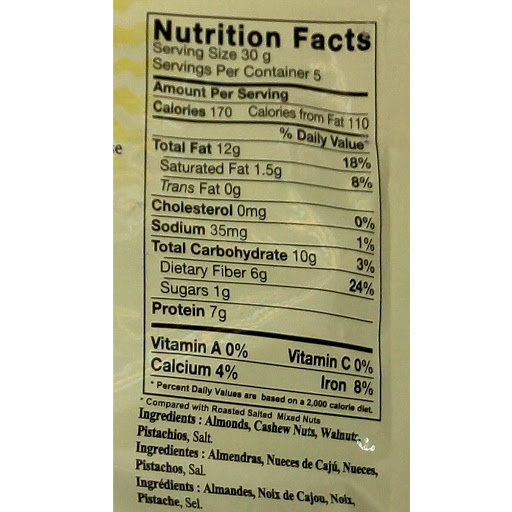 Nutrition Facts
Serving Size 30 g
Servings Per Container 5
Amount Per Serving
Calories 170 Calories from Fat 110
% Daily Value*
Total Fat 12g 18%
Saturated Fat 1.5g 8%
Trans Fat 0g
Cholesterol 0mg 0%
Sodium 35mg 1%
Total Carbohydrate 10g 3%
Dietary Fiber 6g 24%
Sugars 1g
Protein 7g
Vitamin A 0% Vitamin C 0%
Calcium 4% Iron 8%
* Percent Daily Values are based on a 2,000 calorie diet.
* Compared with Roasted Salted Mixed Nuts
Ingredients : Almonds, Cashew Nuts, Walnuts,
Pistachios, Salt.
Ingredientes : Almendras, Nueces de Cajú, Nueces,
Pistachos, Sal.
Ingrédients : Almandes, Noix de Cajou, Noix,
Pistache, Sel.